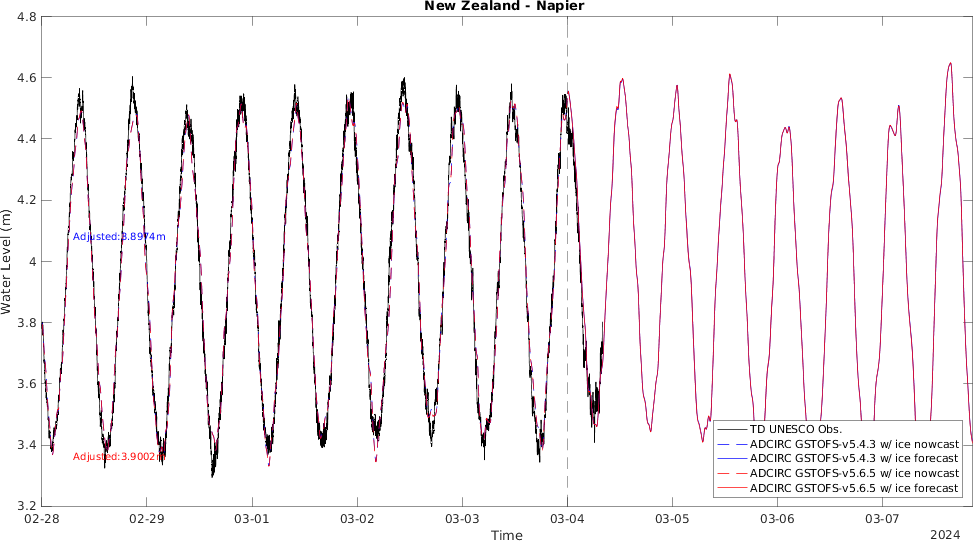 New Zealand - Napier
4.8
4.6
4.4
4.2
4
3.8
3.6
3.4
3.2
Water Level (m)
Adjusted:3.8974m
Adjusted:3.9002m
TD UNESCO Obs.
ADCIRC GSTOFS-v5.4.3 w/ ice nowcast
ADCIRC GSTOFS-v5.4.3 w/ ice forecast
ADCIRC GSTOFS-v5.6.5 w/ ice nowcast
ADCIRC GSTOFS-v5.6.5 w/ ice forecast
02-28 02-29 03-01 03-02 03-03 03-04 03-05 03-06 03-07
Time
2024